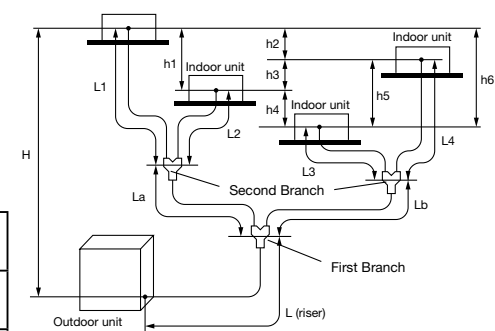 h2
Indoor unit
h1
h3
h6
L1
Indoor unit
h5
h4
Indoor unit
H
L2
L4
L3
Second Branch
La
Lb
First Branch
L (riser)
Outdoor unit